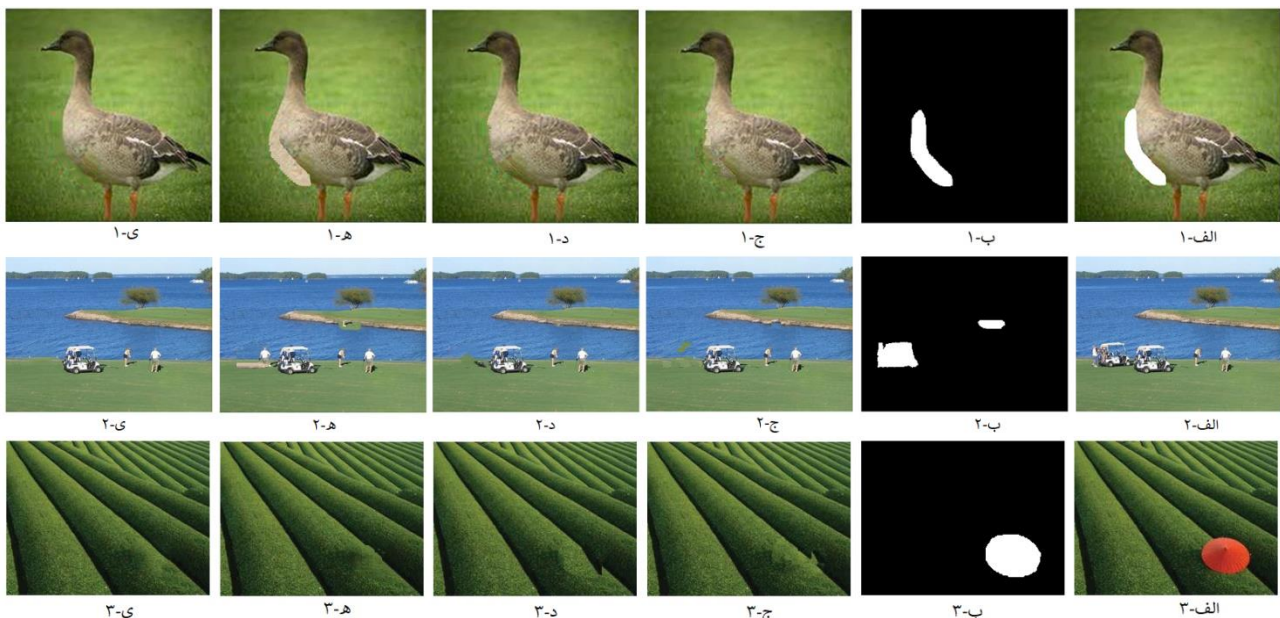 الف-۱ ب-۱ ج-۱ د-۱ ه-۱ ی-۱
الف-۲ ب-۲ ج-۲ د-۲ ه-۲ ی-۲
الف-۳ ب-۳ ج-۳ د-۳ ه-۳ ی-۳